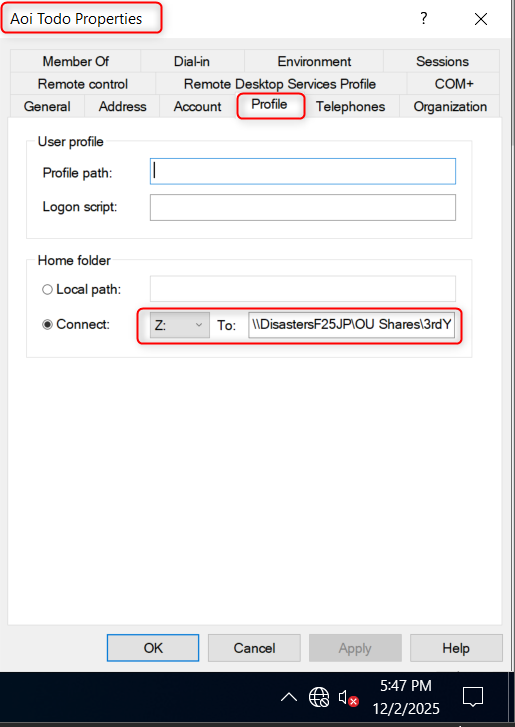 Aoi Todo Properties
?
Member Of Dial-in Environment Sessions
Remote control Remote Desktop Services Profile COM+
General Address Account Profile Telephones Organization
User profile
Profile path:
Logon script:
Home folder
Local path:
Connect: Z: To: \\DisastersF25JP\OU Shares\3rdY
OK Cancel Apply Help
5:47 PM
12/2/2025